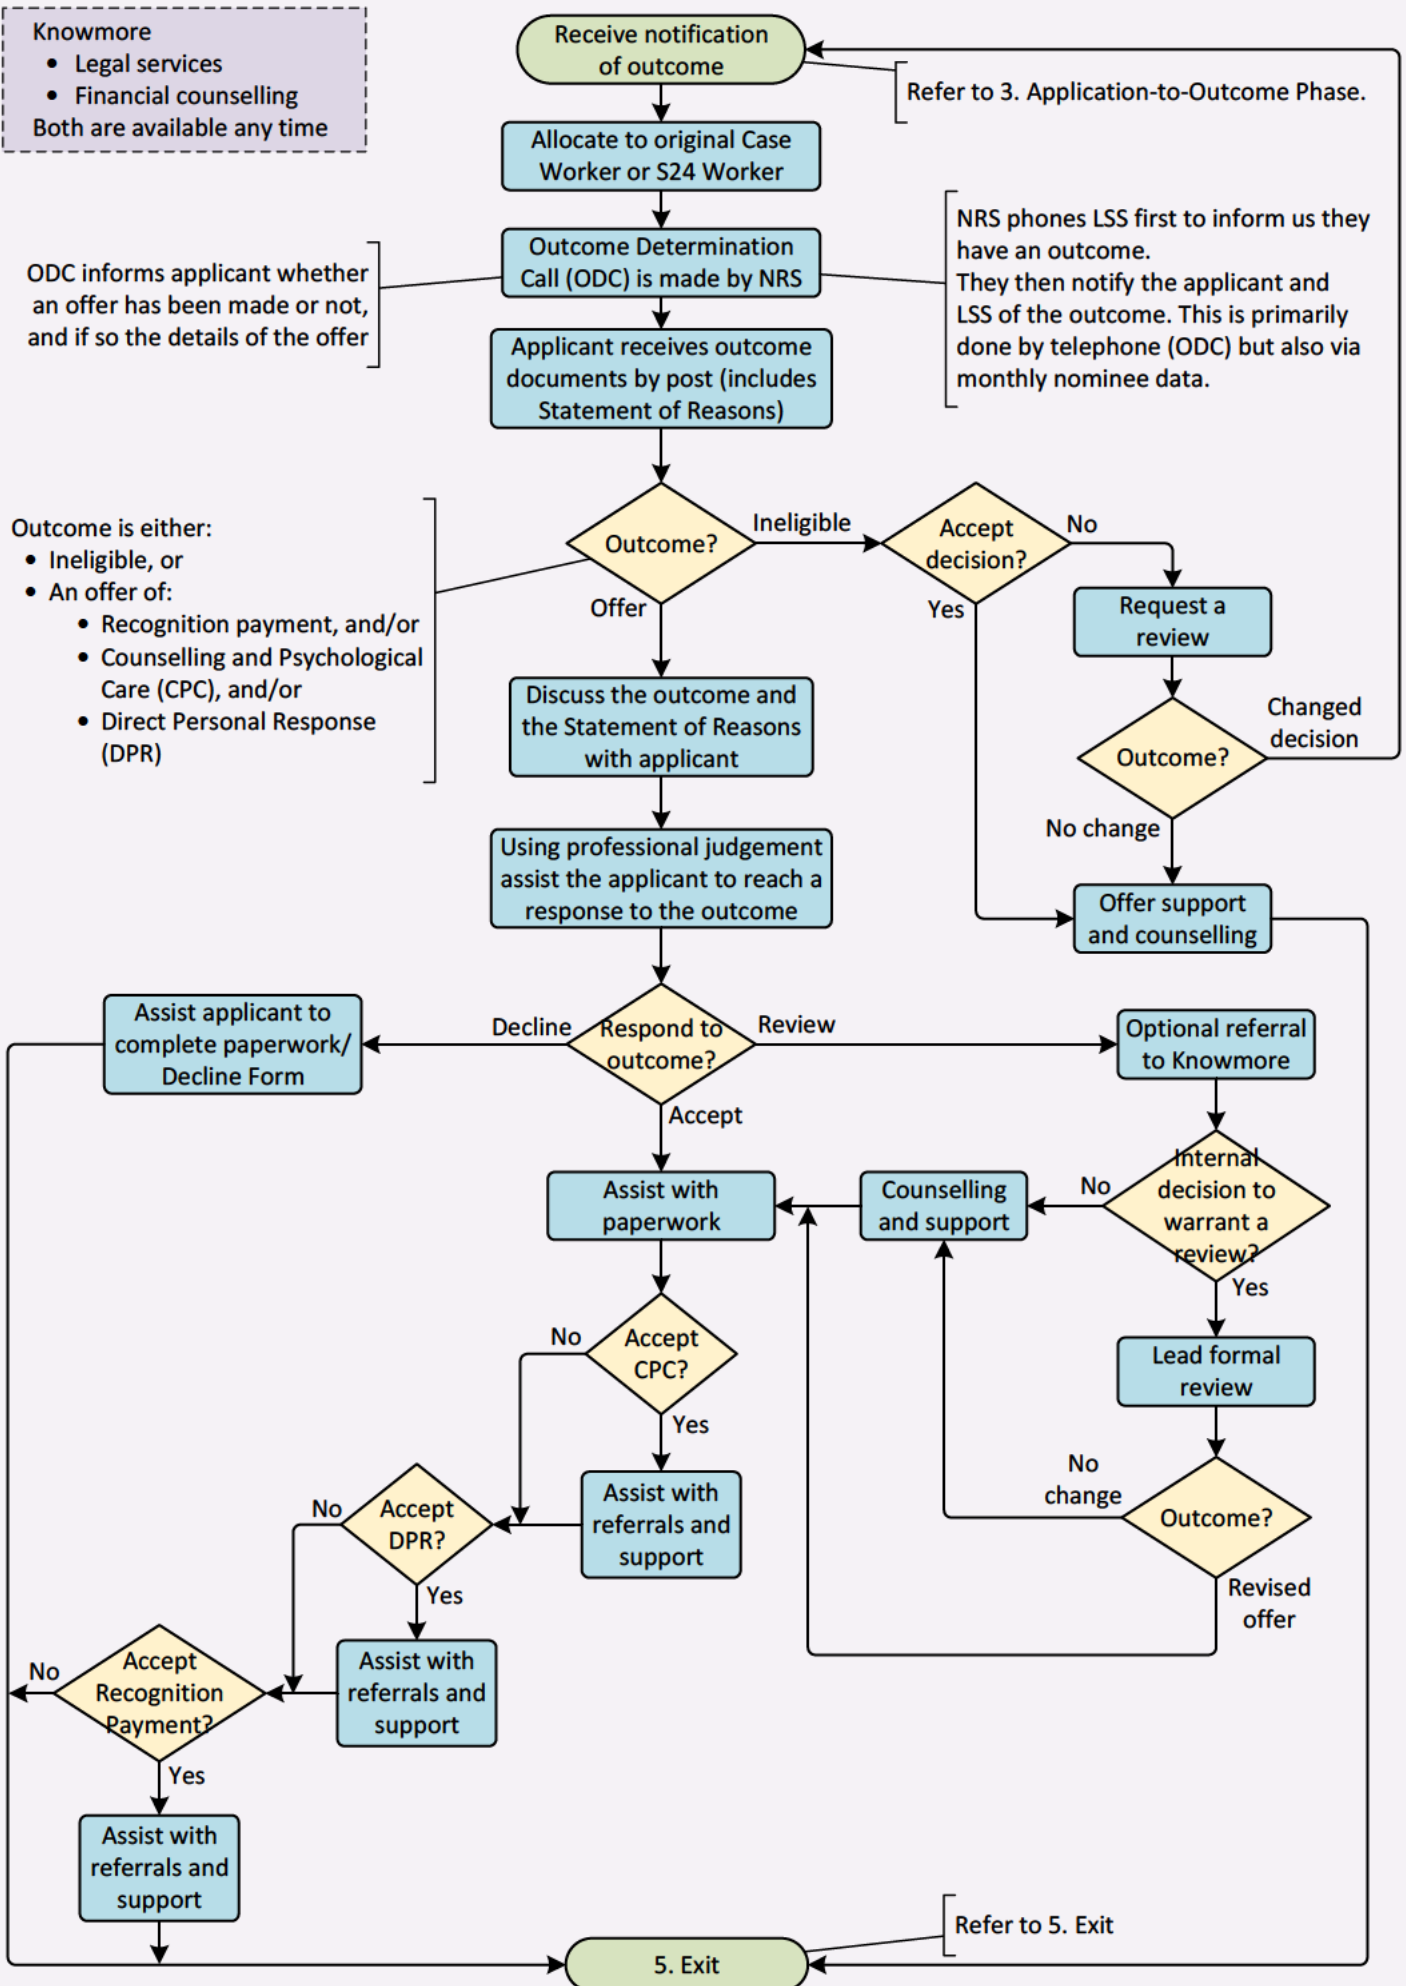 Knowmore
• Legal services
• Financial counselling
Both are available any time
Receive notification
of outcome
Refer to 3. Application-to-Outcome Phase.
Allocate to original Case
Worker or S24 Worker
Outcome Determination
Call (ODC) is made by NRS
ODC informs applicant whether
an offer has been made or not,
and if so the details of the offer
NRS phones LSS first to inform us they
have an outcome.
They then notify the applicant and
LSS of the outcome. This is primarily
done by telephone (ODC) but also via
monthly nominee data.
Applicant receives outcome
documents by post (includes
Statement of Reasons)
Outcome is either:
• Ineligible, or
• An offer of:
• Recognition payment, and/or
• Counselling and Psychological
Care (CPC), and/or
• Direct Personal Response
(DPR)
Outcome?
Ineligible
Offer
Accept
decision?
No
Yes
Request a
review
Outcome?
Changed
decision
No change
Offer support
and counselling
Discuss the outcome and
the Statement of Reasons
with applicant
Using professional judgement
assist the applicant to reach a
response to the outcome
Respond to
outcome?
Decline
Review
Accept
Assist applicant to
complete paperwork/
Decline Form
Optional referral
to Knowmore
Internal
decision to
warrant a
review?
No
Yes
Counselling
and support
Assist with
paperwork
Lead formal
review
Outcome?
No
change
Revised
offer
Accept
CPC?
No
Yes
Assist with
referrals and
support
Accept
DPR?
No
Yes
Assist with
referrals and
support
Accept
Recognition
Payment?
No
Yes
Assist with
referrals and
support
Refer to 5. Exit
5. Exit